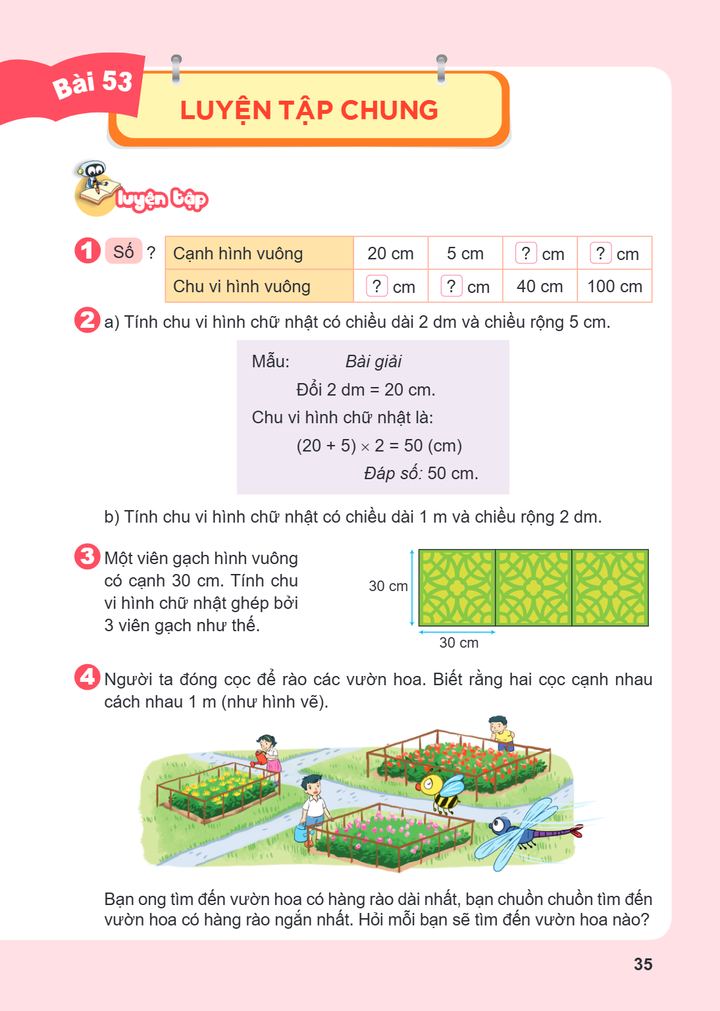 Bài 53
LUYỆN TẬP CHUNG
luyện tập
1 Số ? Cạnh hình vuông 20 cm 5 cm ? cm ? cm
Chu vi hình vuông ? cm ? cm 40 cm 100 cm
2 a) Tính chu vi hình chữ nhật có chiều dài 2 dm và chiều rộng 5 cm.
Mẫu: Bài giải
Đổi 2 dm = 20 cm.
Chu vi hình chữ nhật là:
(20 + 5) × 2 = 50 (cm)
Đáp số: 50 cm.
b) Tính chu vi hình chữ nhật có chiều dài 1 m và chiều rộng 2 dm.
3 Một viên gạch hình vuông
có cạnh 30 cm. Tính chu
vi hình chữ nhật ghép bởi
3 viên gạch như thế.
30 cm
30 cm
4 Người ta đóng cọc để rào các vườn hoa. Biết rằng hai cọc cạnh nhau
cách nhau 1 m (như hình vẽ).
Bạn ong tìm đến vườn hoa có hàng rào dài nhất, bạn chuồn chuồn tìm đến
vườn hoa có hàng rào ngắn nhất. Hỏi mỗi bạn sẽ tìm đến vườn hoa nào?
35